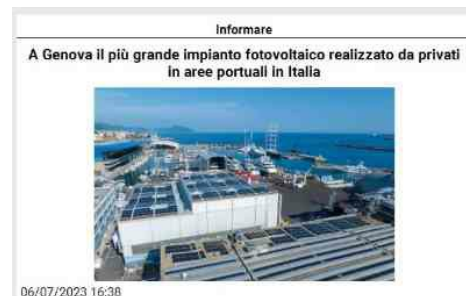 Informare
A Genova il più grande impianto fotovoltaico realizzato da privati
in aree portuali in Italia
06/07/2023 16:38